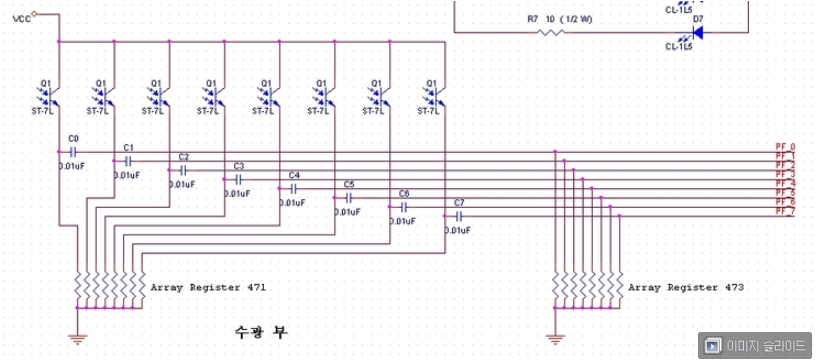 VCC
R7 10 (1/2 W)
CL-1L5
D7
CL-1L5
Q1 Q1 Q1 Q1 Q1 Q1 Q1 Q1
ST-7L ST-7L ST-7L ST-7L ST-7L ST-7L ST-7L ST-7L
C0
0.01uF
C1
0.01uF
C2
0.01uF
C3
0.01uF
C4
0.01uF
C5
0.01uF
C6
0.01uF
C7
0.01uF
PF_0
PF_1
PF_2
PF_3
PF_4
PF_5
PF_6
PF_7
Array Register 471
Array Register 473
수광 부
이미지 슬라이드